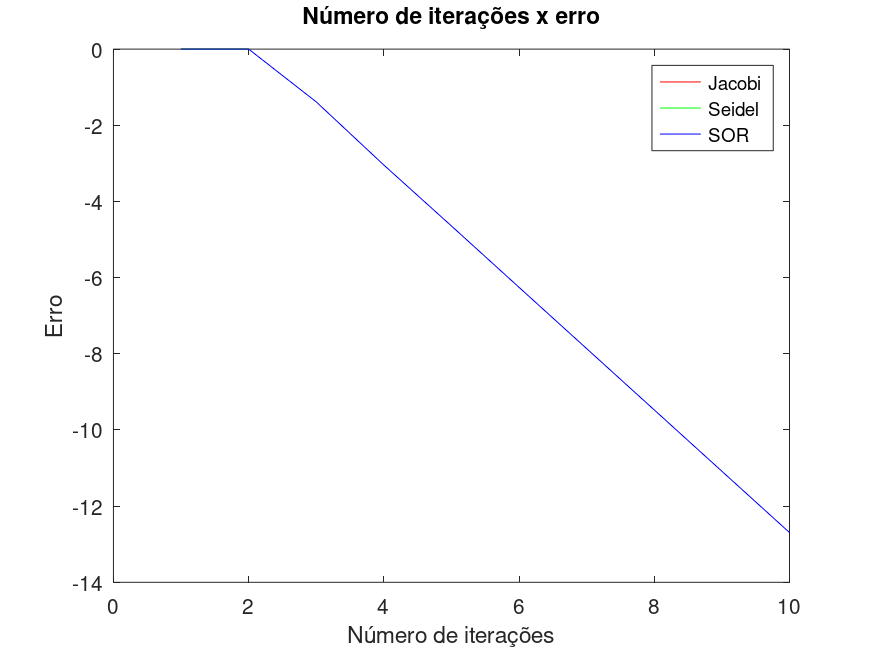 Número de iterações x erro
0
-2
-4
-6
-8
-10
-12
-14
Erro
Jacobi
Seidel
SOR
0 2 4 6 8 10
Número de iterações